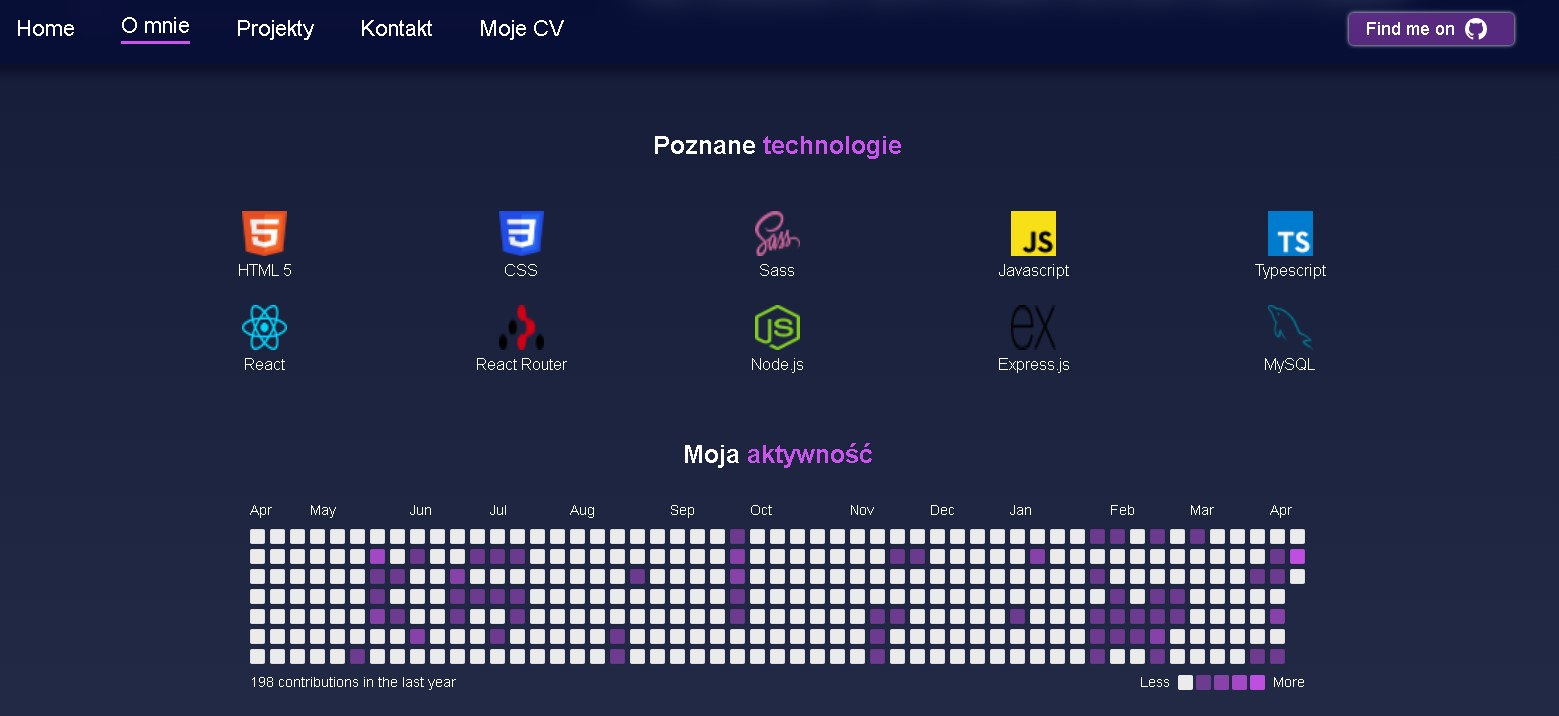 Home O mnie Projekty Kontakt Moje CV Find me on
Poznane technologie
5 3 Sass JS TS
HTML 5 CSS Sass Javascript Typescript
JS ex
React React Router Node.js Express.js MySQL
Moja aktywność
Apr May Jun Jul Aug Sep Oct Nov Dec Jan Feb Mar Apr
198 contributions in the last year Less More